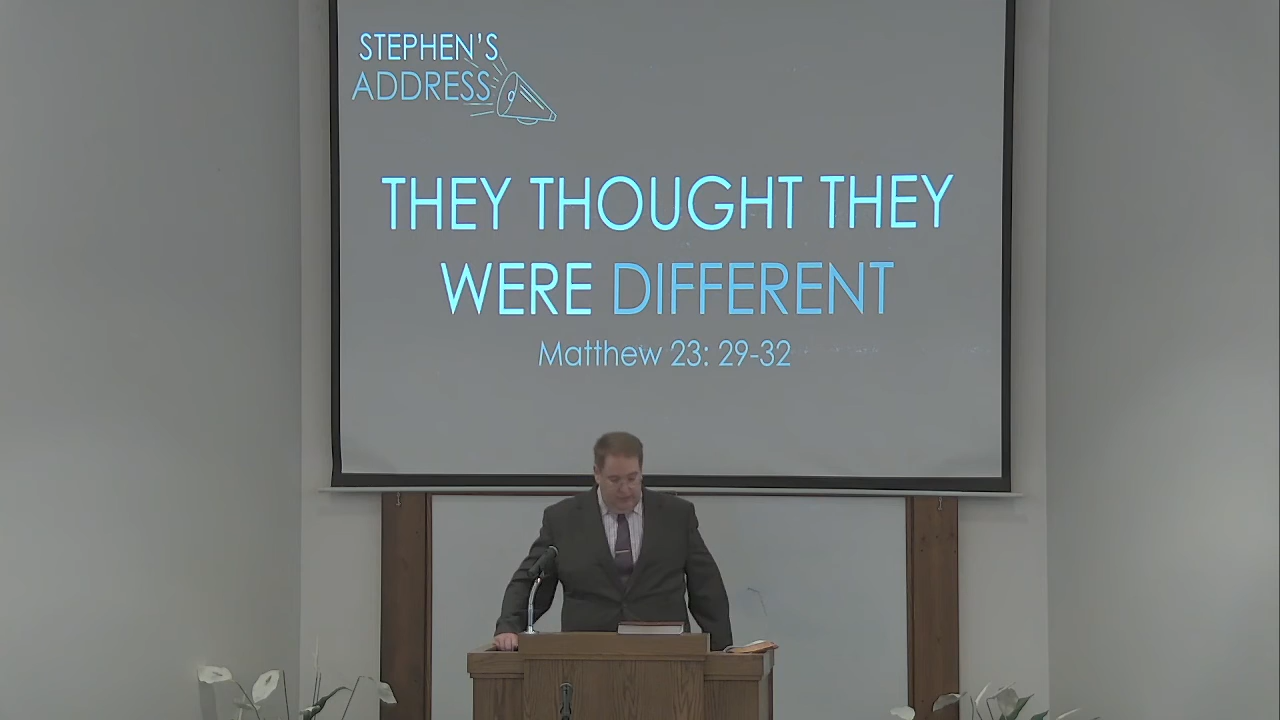 STEPHEN'S
ADDRESS
THEY THOUGHT THEY
WERE DIFFERENT
Matthew 23: 29-32